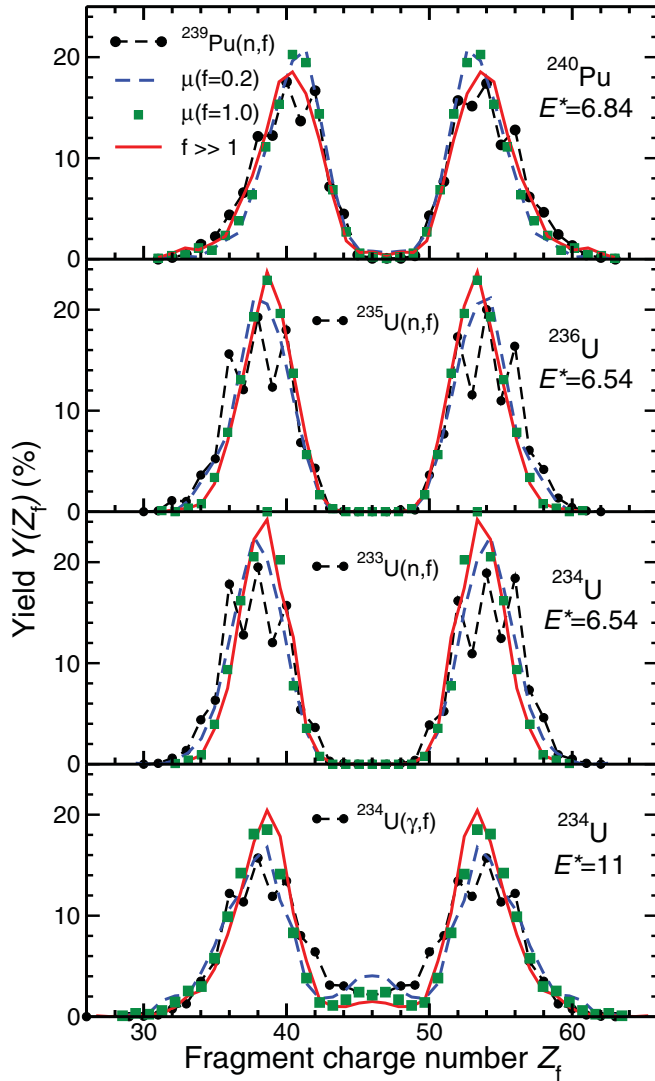 20
²³⁹Pu(n,f)
μ(f=0.2)
μ(f=1.0)
f >> 1
²⁴⁰Pu
E*=6.84
10
0
20
²³⁵U(n,f)
²³⁶U
E*=6.54
10
0
20
²³³U(n,f)
²³⁴U
E*=6.54
10
0
20
²³⁴U(γ,f)
²³⁴U
E*=11
10
0
30 40 50 60
Yield Y(Z_f) (%)
Fragment charge number Z_f